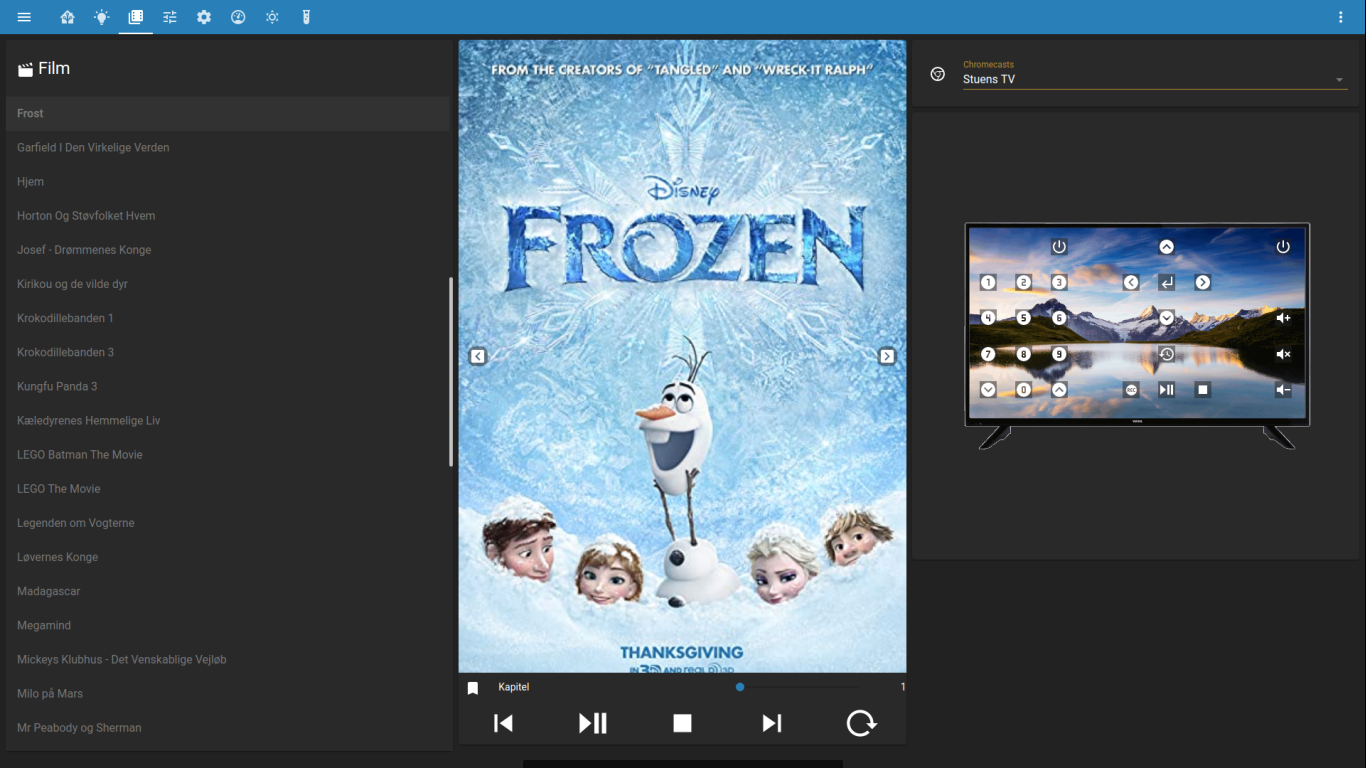 Film
Frost
Garfield I Den Virkelige Verden
Hjem
Horton Og Støvfolket Hvem
Josef - Drømmenes Konge
Kirikou og de vilde dyr
Krokodillebanden 1
Krokodillebanden 3
Kungfu Panda 3
Kæledyrenes Hemmelige Liv
LEGO Batman The Movie
LEGO The Movie
Legenden om Vogterne
Løvernes Konge
Madagascar
Megamind
Mickeys Klubhus - Det Venskablige Vejløb
Milo på Mars
Mr Peabody og Sherman
FROM THE CREATORS OF "TANGLED" AND "WRECK-IT RALPH"
DISNEY
FROZEN
THANKSGIVING
IN 3D AND REAL D 3D
Kapitel 1
Chromecasts
Stuens TV
1 2 3
4 5 6
7 8 9
0